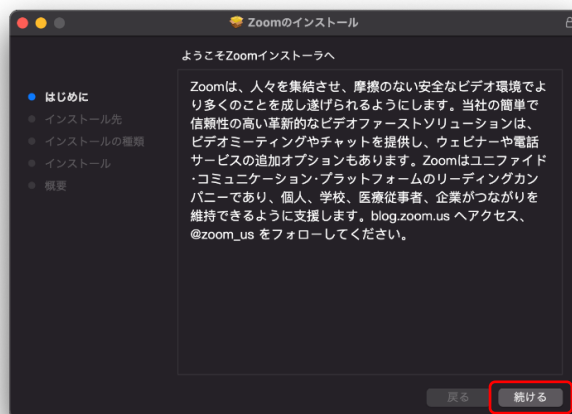 Zoomのインストール
ようこそZoomインストーラへ
はじめに
インストール先
インストールの種類
インストール
概要
Zoomは、人々を集結させ、摩擦のない安全なビデオ環境でよ
り多くのことを成し遂げられるようにします。当社の簡単で
信頼性の高い革新的なビデオファーストソリューションは、
ビデオミーティングやチャットを提供し、ウェビナーや電話
サービスの追加オプションもあります。Zoomはユニファイド
･コミュニケーション･プラットフォームのリーディングカン
パニーであり、個人、学校、医療従事者、企業がつながりを
維持できるように支援します。blog.zoom.us へアクセス、
@zoom_us をフォローしてください。
戻る
続ける